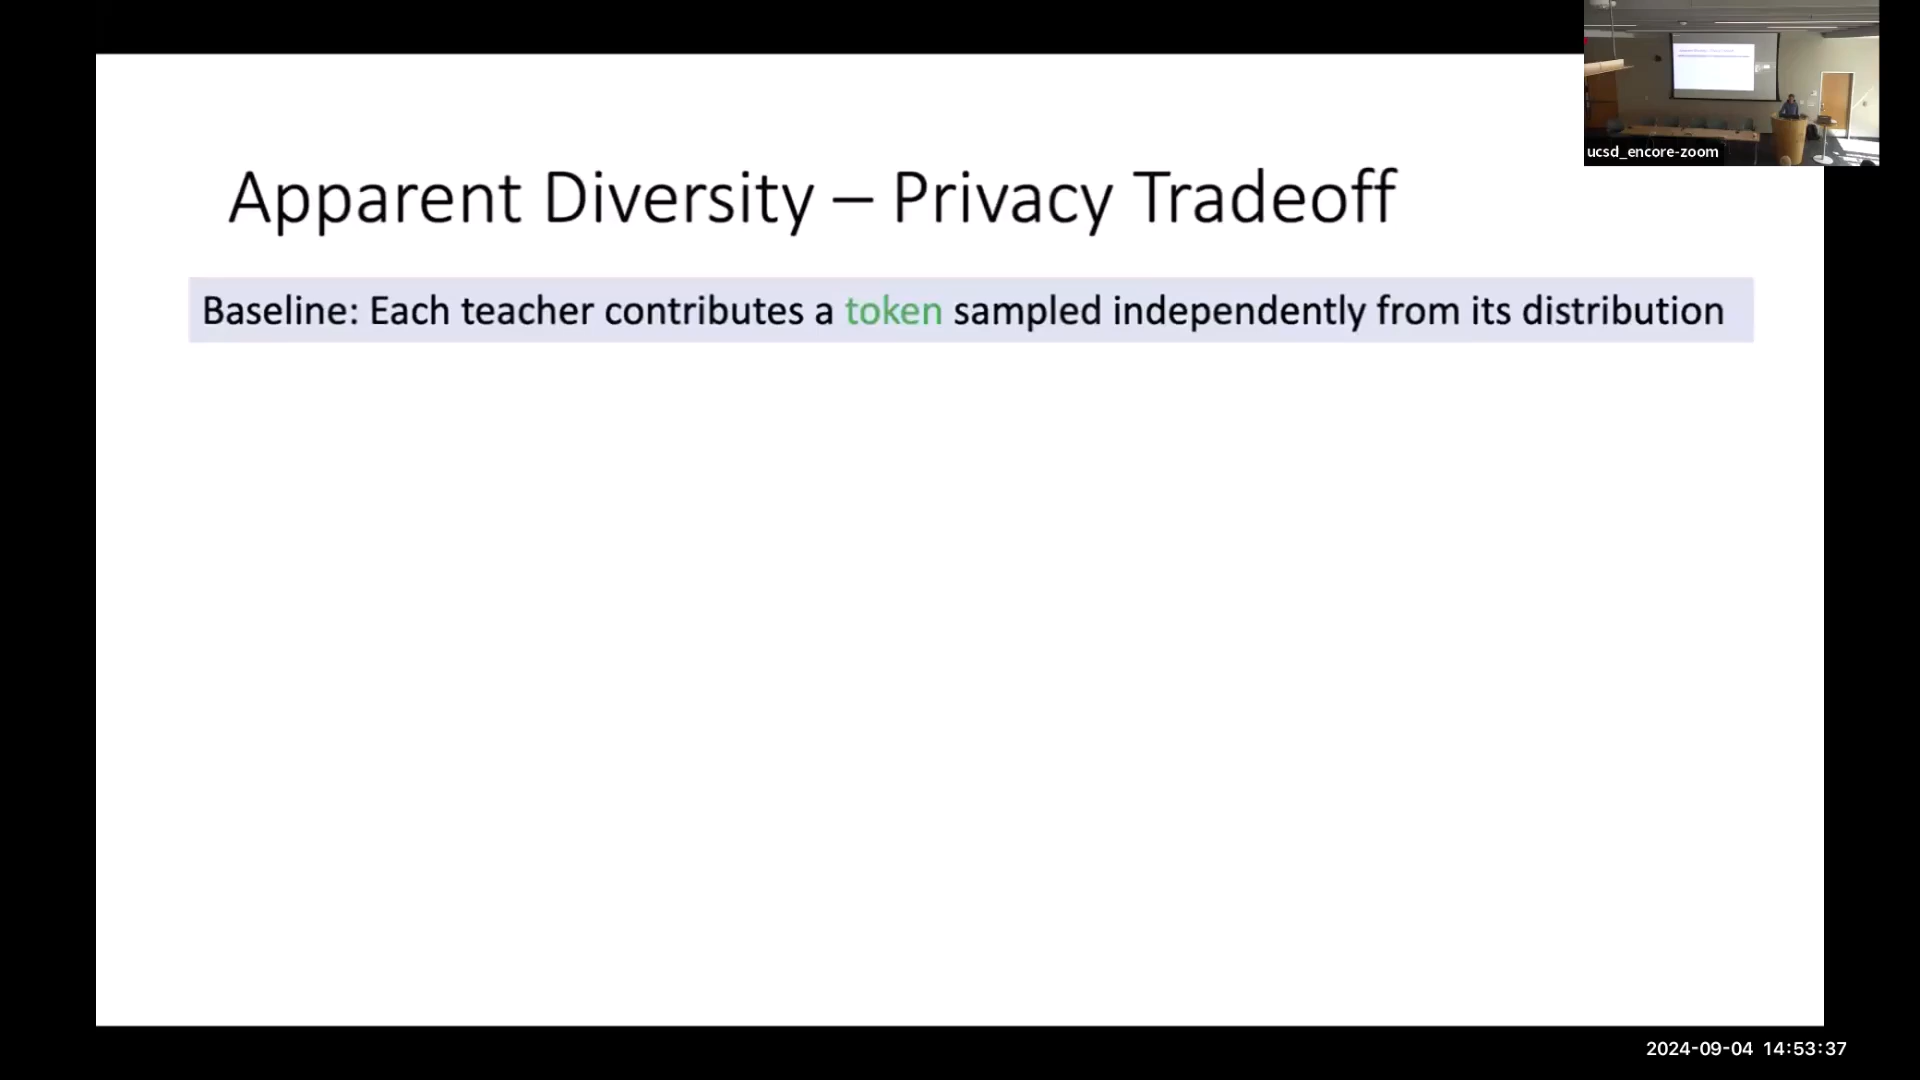 ucsd_encore-zoom
Apparent Diversity – Privacy Tradeoff
Baseline: Each teacher contributes a token sampled independently from its distribution
2024-09-04 14:53:37